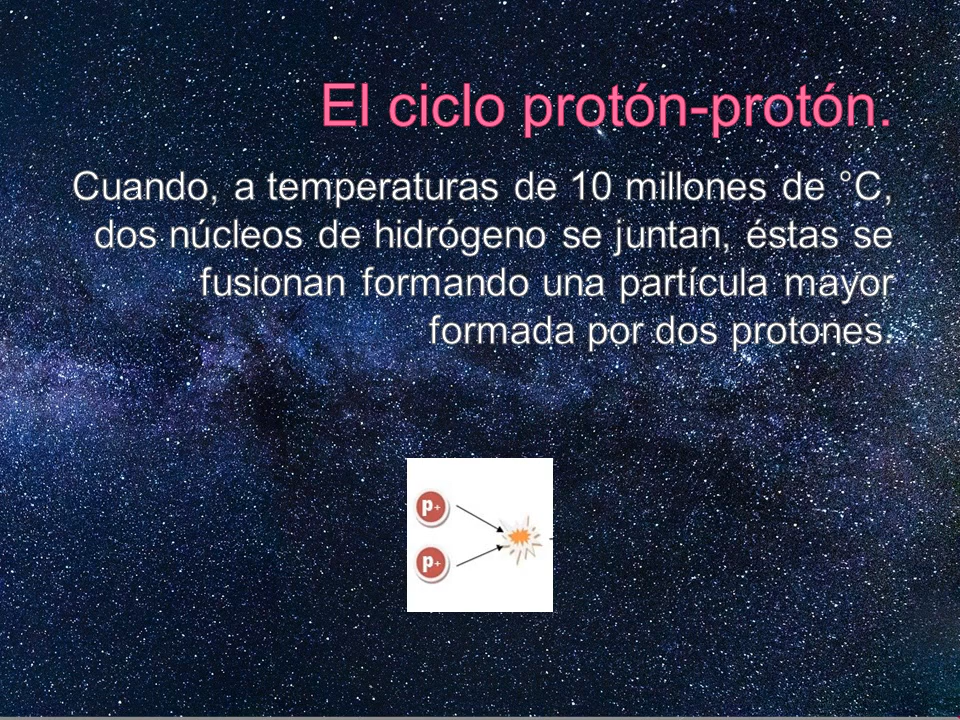 El ciclo protón-protón.
Cuando, a temperaturas de 10 millones de °C,
dos núcleos de hidrógeno se juntan, éstas se
fusionan formando una partícula mayor
formada por dos protones.
p+
p+